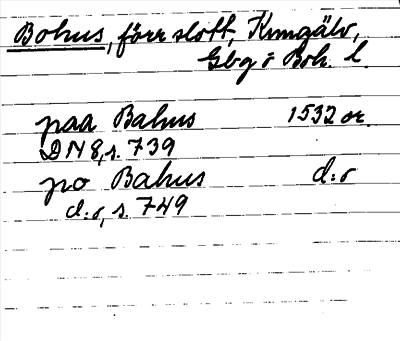 Bohus, förr slott, Kungälv,
Gbg o Boh. l.
paa Bahus 1532 or.
DN 8, s. 739
po Bahus d:o
d:o, s. 749